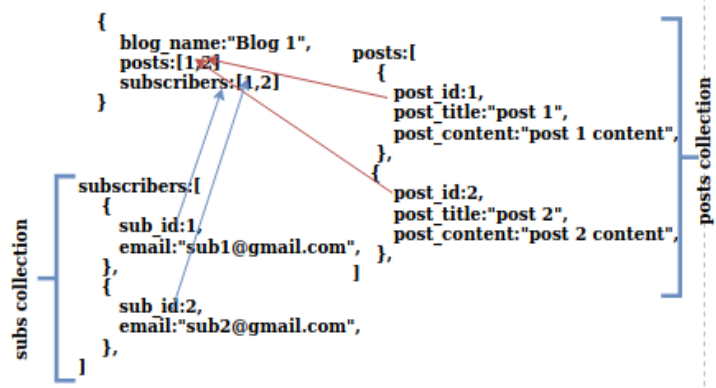 {
blog_name:"Blog 1",
posts:[1,2]
subscribers:[1,2]
}
posts:[
{
post_id:1,
post_title:"post 1",
post_content:"post 1 content",
},
{
post_id:2,
post_title:"post 2",
post_content:"post 2 content",
},
]
posts collection
subscribers:[
{
sub_id:1,
email:"sub1@gmail.com",
},
{
sub_id:2,
email:"sub2@gmail.com",
},
]
subs collection